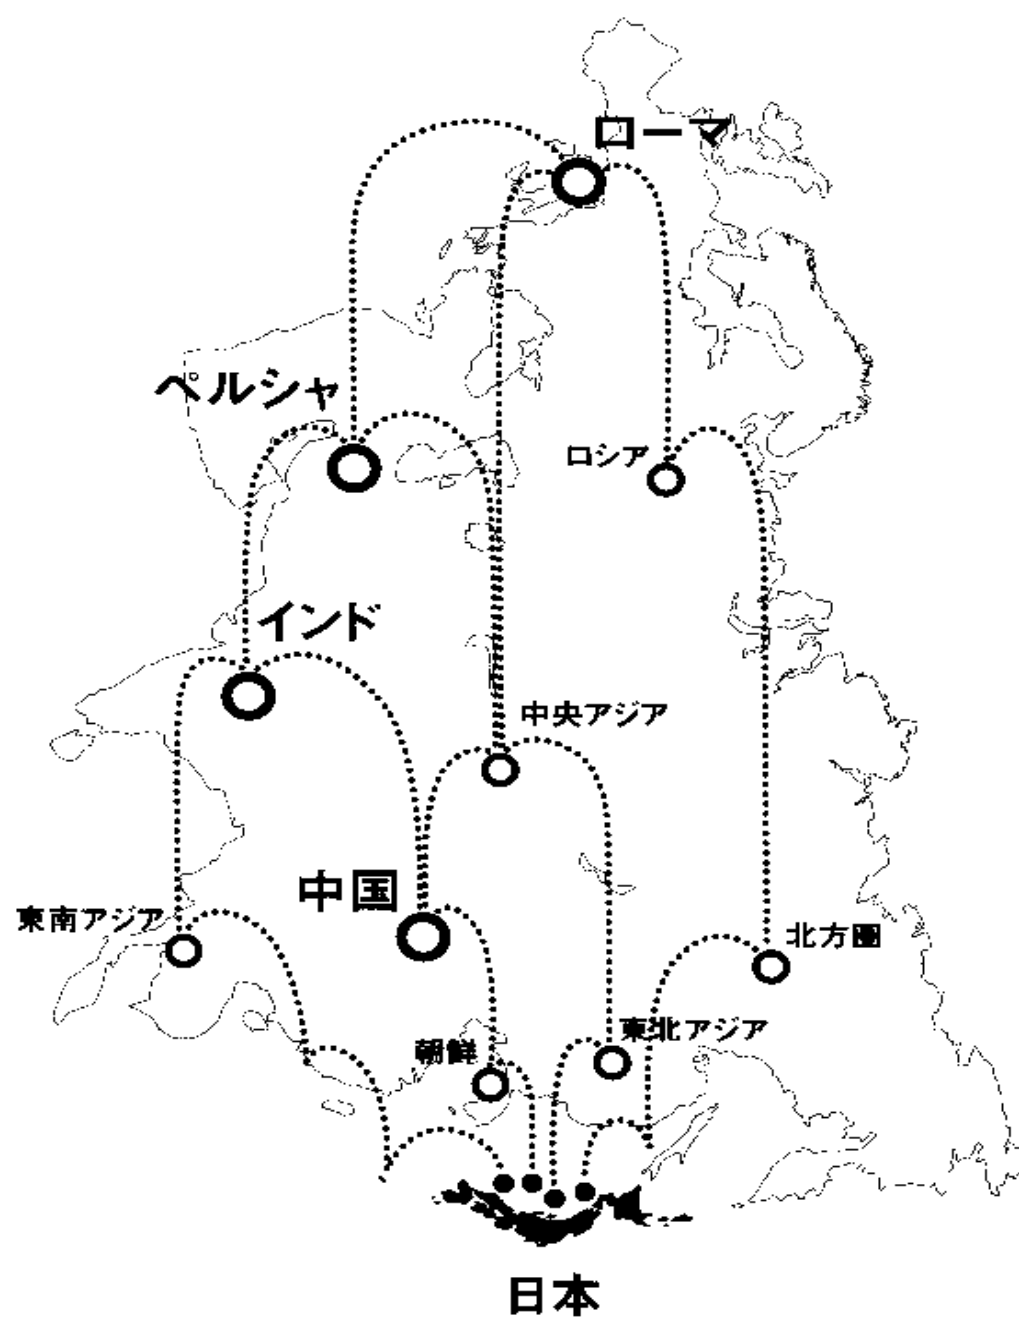 ローマ
ペルシャ
ロシア
インド
中央アジア
中国
東南アジア
北方圏
東北アジア
朝鮮
日本